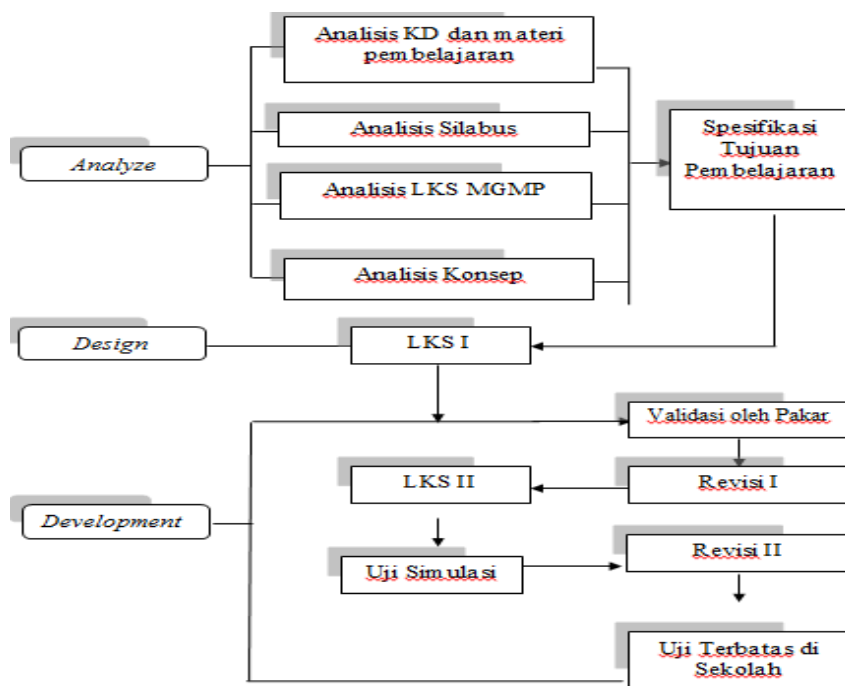 Analisis KD dan materi
pembelajaran
Analisis Silabus
Analyze
Analisis LKS MGMP
Analisis Konsep
Spesifikasi
Tujuan
Pembelajaran
Design
LKS I
Validasi oleh Pakar
LKS II
Revisi I
Development
Uji Simulasi
Revisi II
Uji Terbatas di
Sekolah